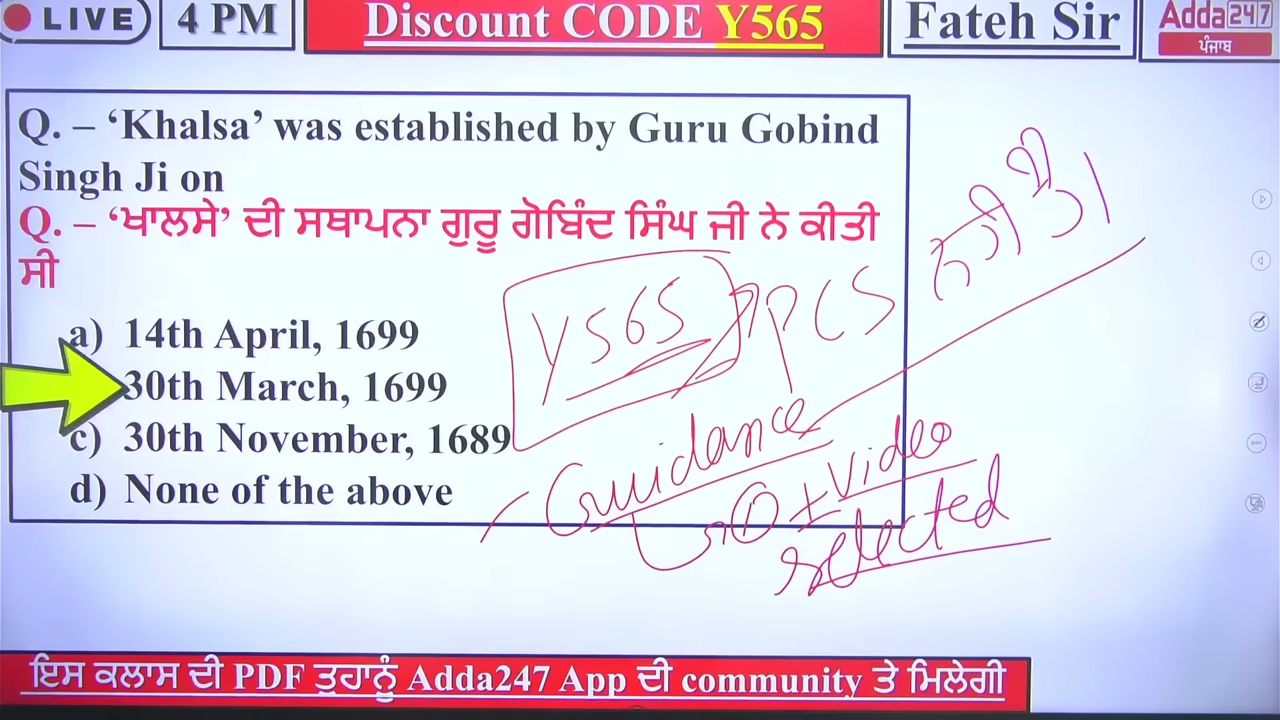 LIVE
4 PM
Discount CODE Y565
Fateh Sir
Adda247
ਪੰਜਾਬ
Q. – ‘Khalsa’ was established by Guru Gobind
Singh Ji on
Q. – ‘ਖਾਲਸੇ’ ਦੀ ਸਥਾਪਨਾ ਗੁਰੂ ਗੋਬਿੰਦ ਸਿੰਘ ਜੀ ਨੇ ਕੀਤੀ
ਸੀ
a) 14th April, 1699
30th March, 1699
c) 30th November, 1689
d) None of the above
Y565 PPCS ਨਹੀਂ
Guidance
① + Video
selected
ਇਸ ਕਲਾਸ ਦੀ PDF ਤੁਹਾਨੂੰ Adda247 App ਦੀ community ਤੇ ਮਿਲੇਗੀ